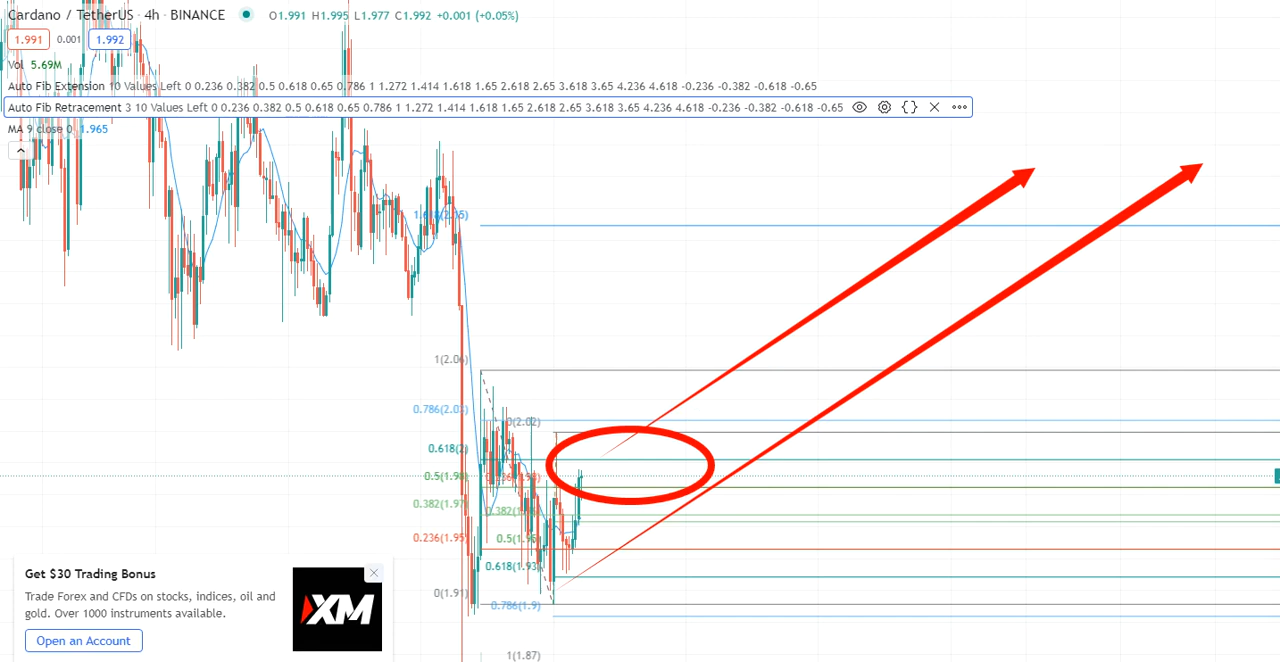 Cardano / TetherUS · 4h · BINANCE O1.991 H1.995 L1.977 C1.992 +0.001 (+0.05%)
1.991 0.001 1.992
Vol 5.69M
Auto Fib Extension 10 Values Left 0 0.236 0.382 0.5 0.618 0.65 0.786 1 1.272 1.414 1.618 1.65 2.618 2.65 3.618 3.65 4.236 4.618 -0.236 -0.382 -0.618 -0.65
Auto Fib Retracement 3 10 Values Left 0 0.236 0.382 0.5 0.618 0.65 0.786 1 1.272 1.414 1.618 1.65 2.618 2.65 3.618 3.65 4.236 4.618 -0.236 -0.382 -0.618 -0.65
MA 9 close 0 1.965
1(2.06)
0(2.02)
0.618(2)
0.382(1.97)
0.5(1.95)
0.236(1.95)
0.618(1.93)
0(1.91)
0.786(1.9)
1(1.87)
Get $30 Trading Bonus
Trade Forex and CFDs on stocks, indices, oil and
gold. Over 1000 instruments available.
Open an Account
XM